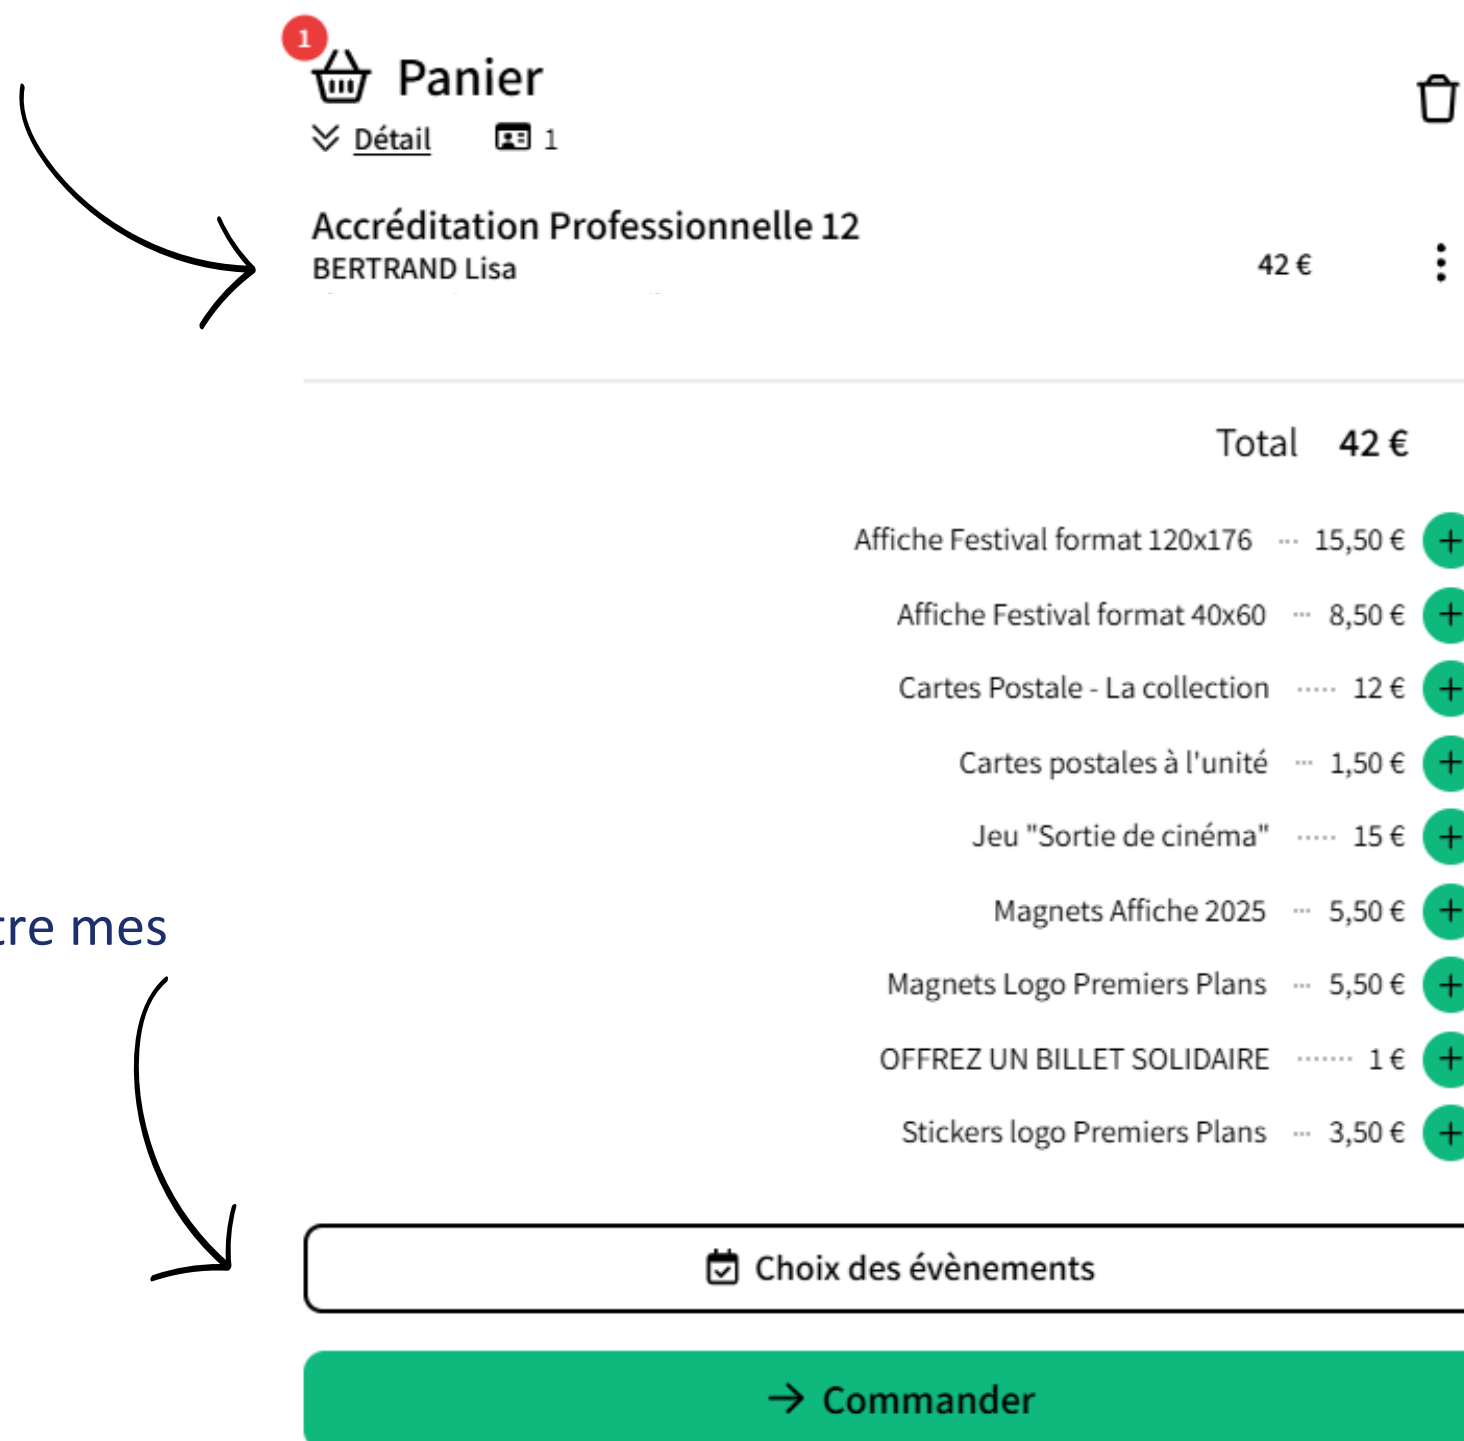 1
Panier
Détail 1
Accréditation Professionnelle 12
BERTRAND Lisa
42 €
Total 42 €
Affiche Festival format 120x176 ... 15,50 € +
Affiche Festival format 40x60 ... 8,50 € +
Cartes Postale - La collection ..... 12 € +
Cartes postales à l'unité ... 1,50 € +
Jeu "Sortie de cinéma" ..... 15 € +
Magnets Affiche 2025 ... 5,50 € +
tre mes
Magnets Logo Premiers Plans ... 5,50 € +
OFFREZ UN BILLET SOLIDAIRE ....... 1 € +
Stickers logo Premiers Plans ... 3,50 € +
Choix des évènements
→ Commander